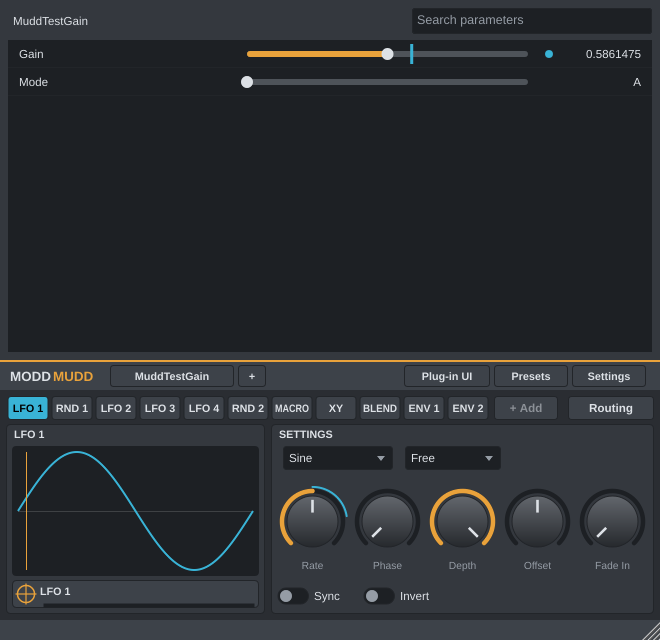 MuddTestGain
Search parameters
Gain 0.5861475
Mode A
MODDMUDD MuddTestGain + Plug-in UI Presets Settings
LFO 1 RND 1 LFO 2 LFO 3 LFO 4 RND 2 MACRO XY BLEND ENV 1 ENV 2 + Add Routing
LFO 1
SETTINGS
Sine Free
Rate Phase Depth Offset Fade In
LFO 1
Sync Invert